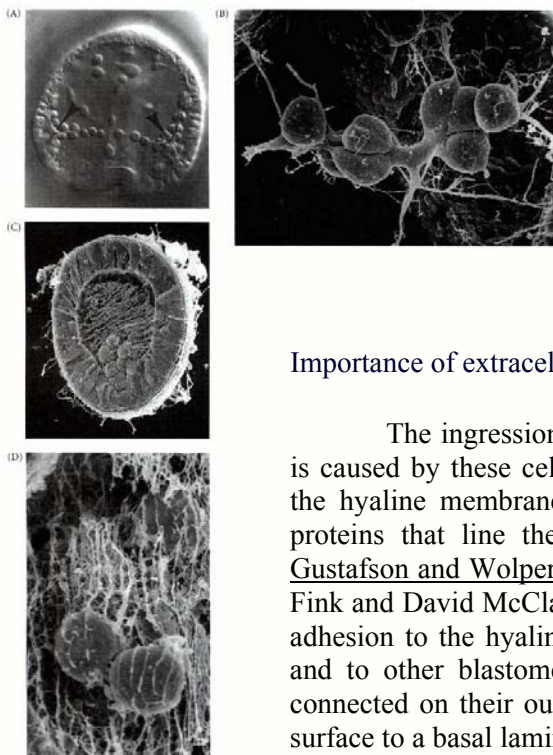 (A)
(B)
(C)
(D)
Importance of extracel
The ingression
is caused by these cel
the hyaline membran
proteins that line the
Gustafson and Wolper
Fink and David McCla
adhesion to the hyalin
and to other blastome
connected on their ou
surface to a basal lami